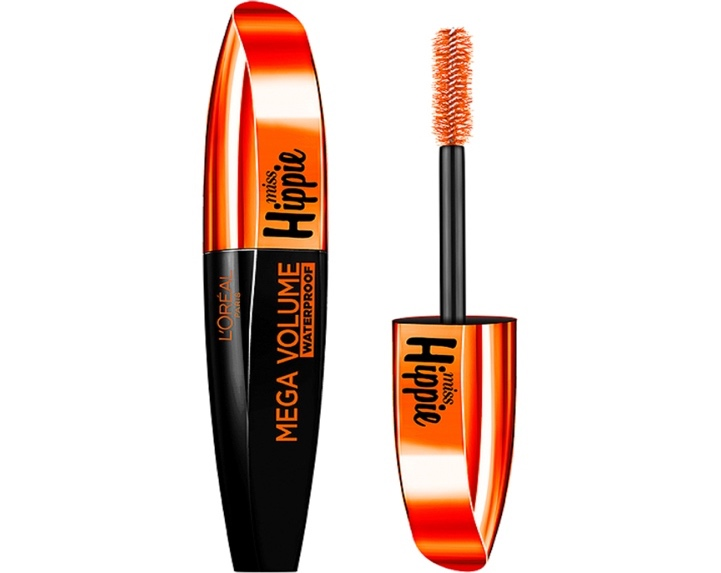 miss
Hippie
L'ORÉAL
PARIS
MEGA VOLUME
WATERPROOF
miss
Hippie